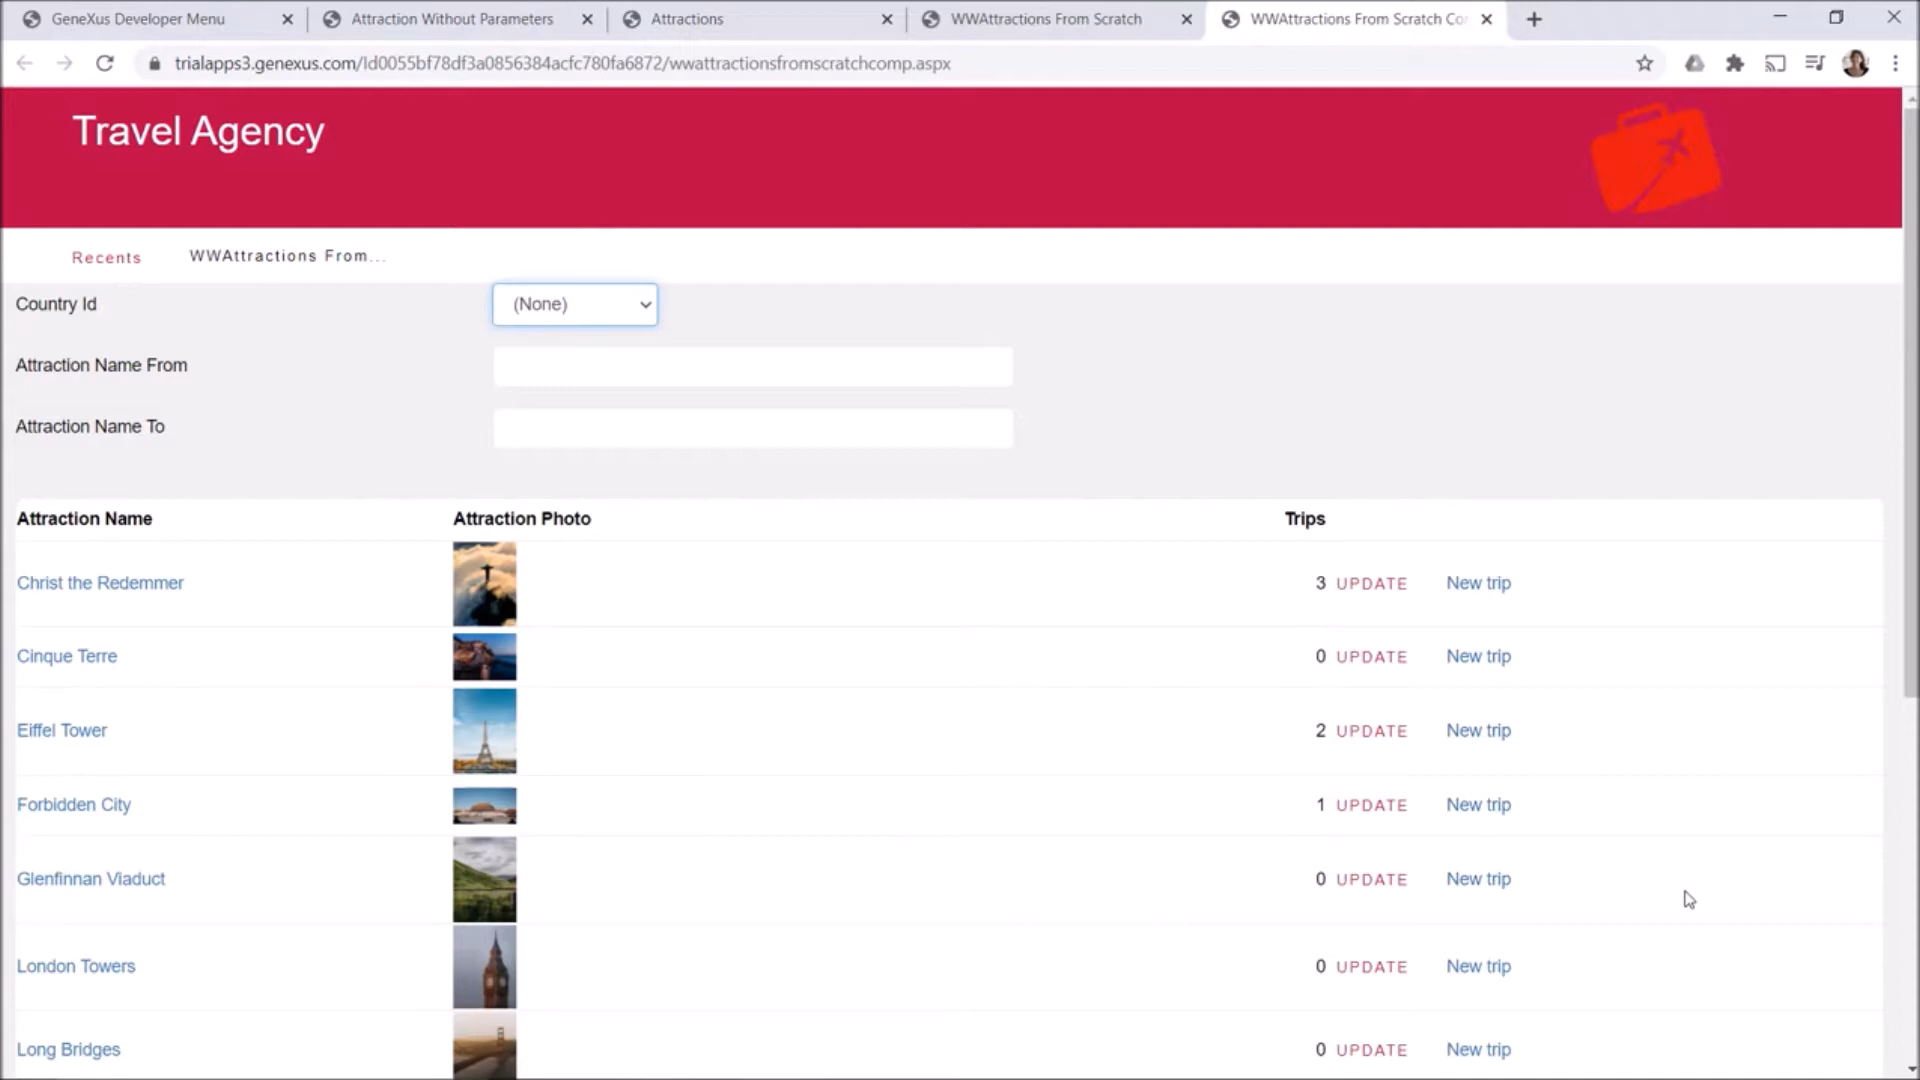 GeneXus Developer Menu
Attraction Without Parameters
Attractions
WWAttractions From Scratch
WWAttractions From Scratch Co
trialapps3.genexus.com/Id0055bf78df3a0856384acfc780fa6872/wwattractionsfromscratchcomp.aspx
Travel Agency
Recents WWAttractions From...
Country Id (None)
Attraction Name From
Attraction Name To
Attraction Name Attraction Photo Trips
Christ the Redemmer 3 UPDATE New trip
Cinque Terre 0 UPDATE New trip
Eiffel Tower 2 UPDATE New trip
Forbidden City 1 UPDATE New trip
Glenfinnan Viaduct 0 UPDATE New trip
London Towers 0 UPDATE New trip
Long Bridges 0 UPDATE New trip